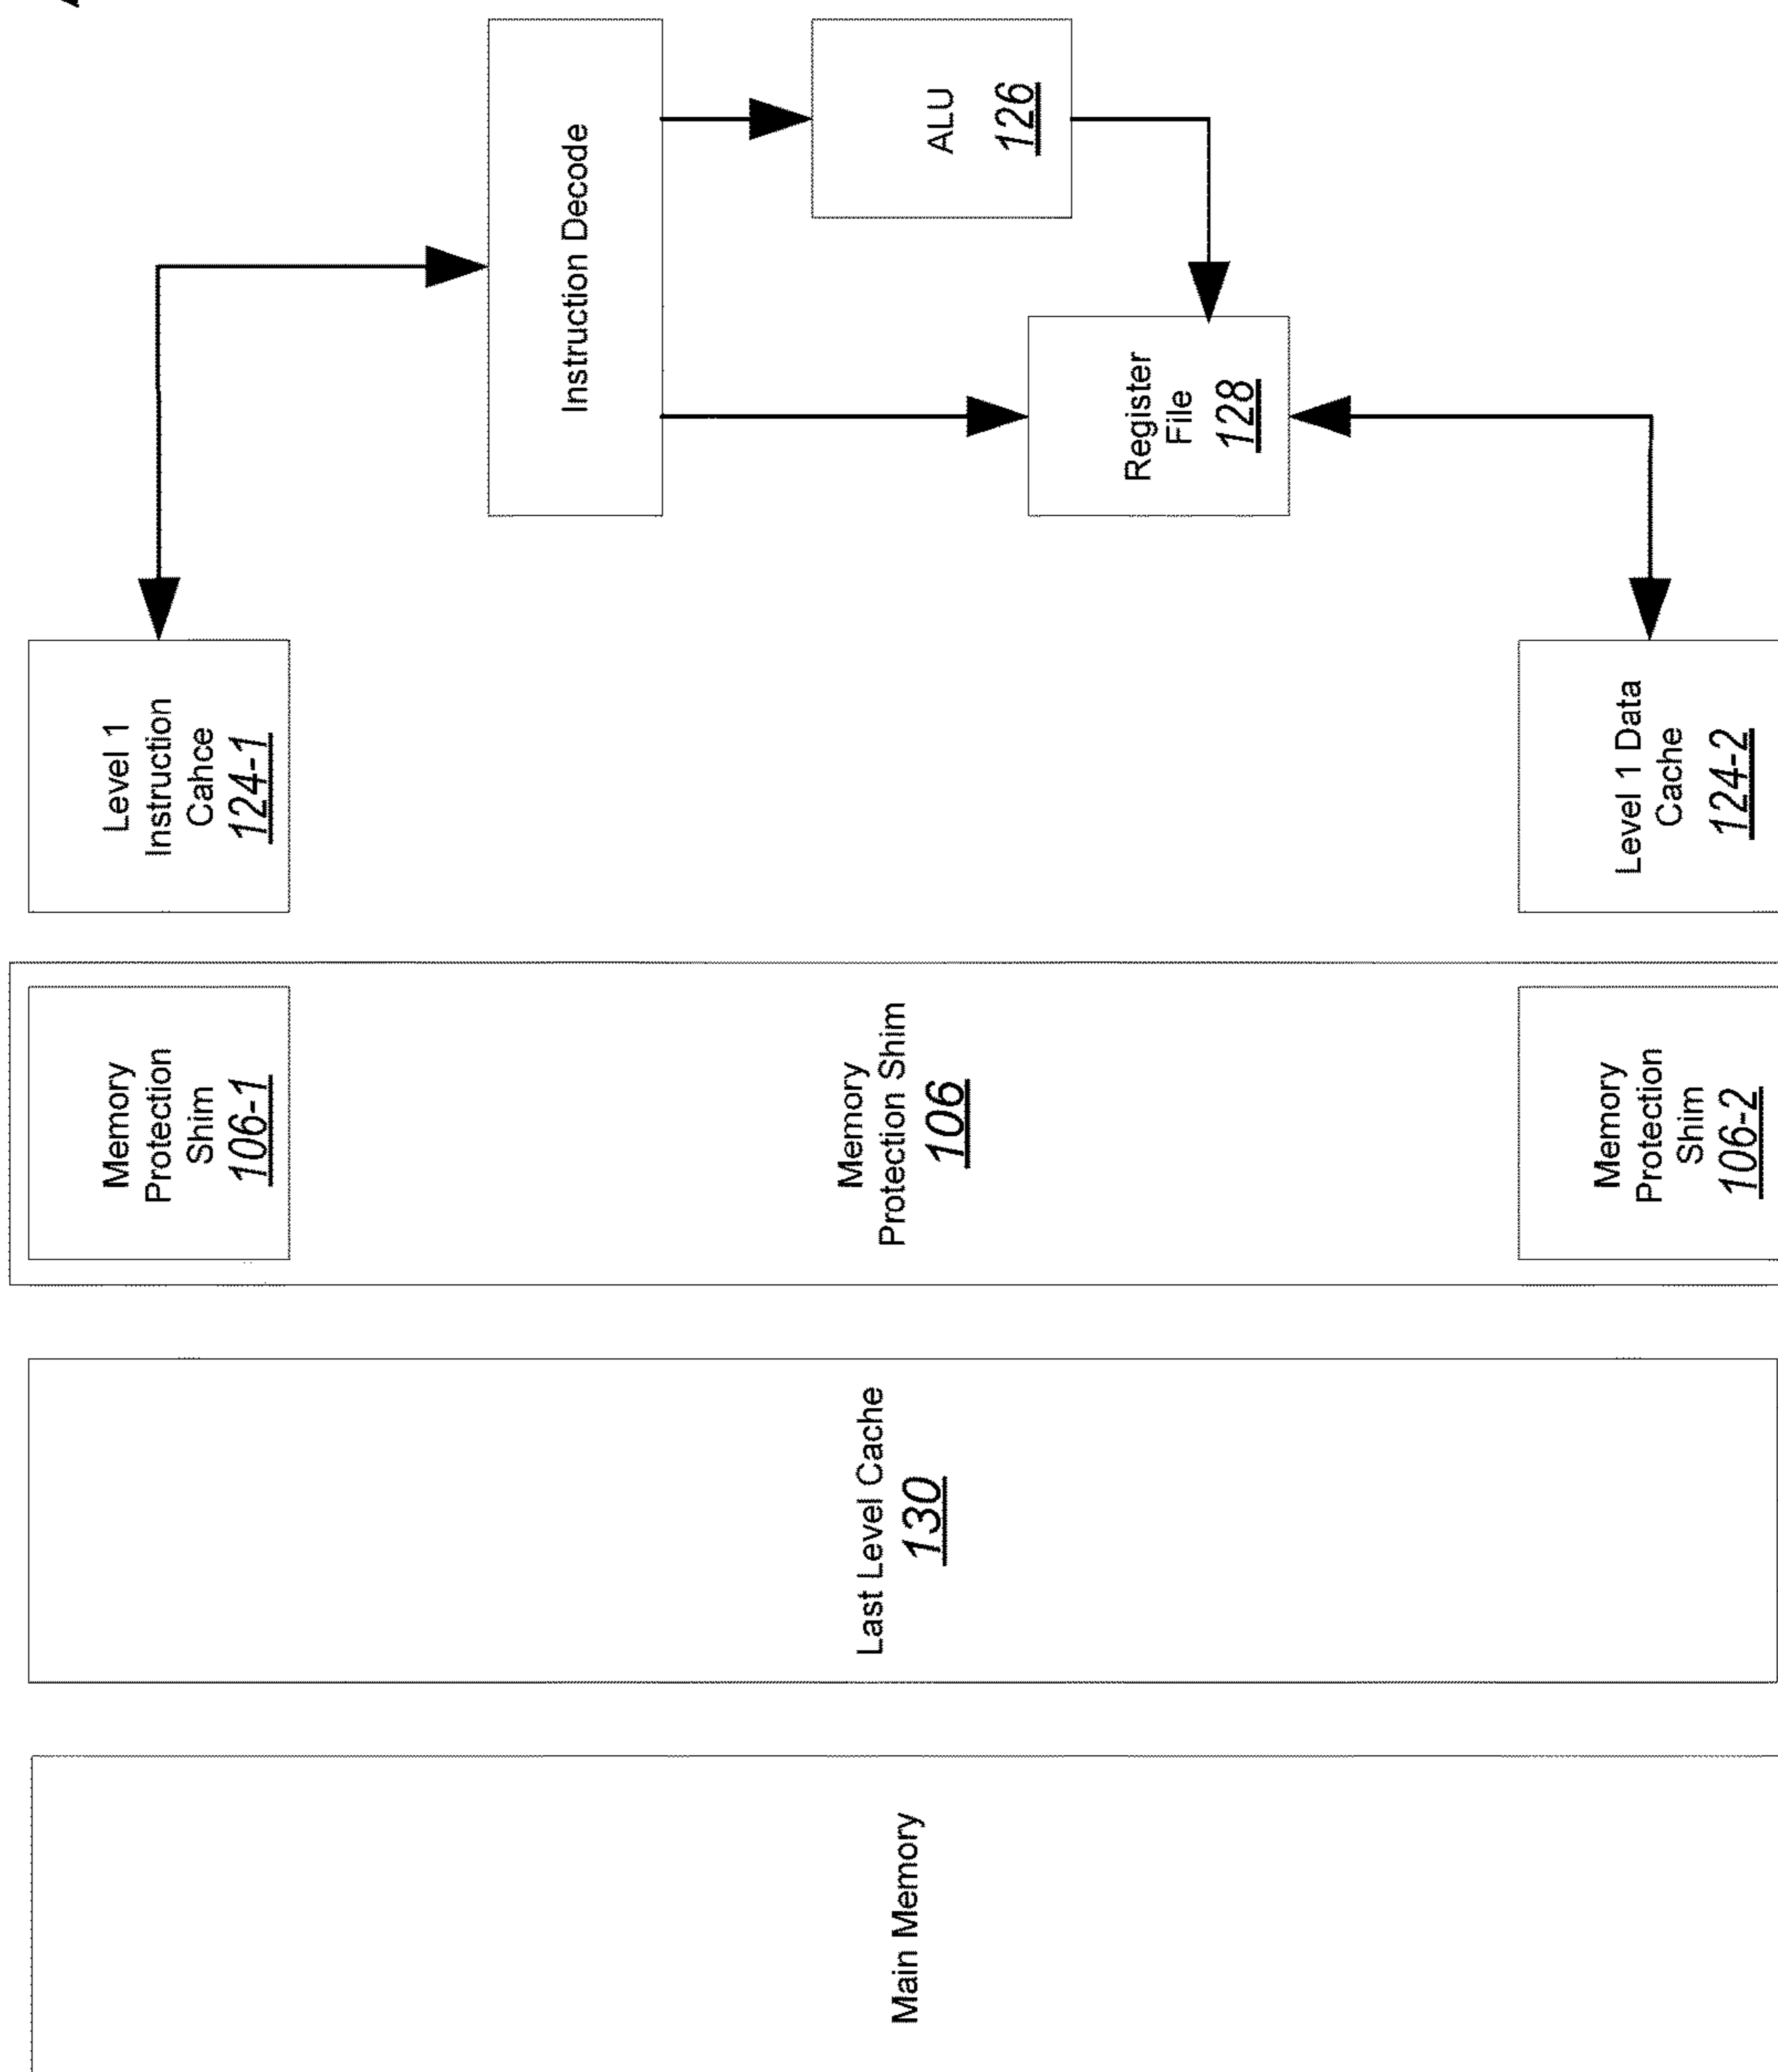 Main Memory
Last Level Cache
130
Memory
Protection
Shim
106-1
Memory
Protection Shim
106
Memory
Protection
Shim
106-2
Level 1
Instruction
Cahce
124-1
Level 1 Data
Cache
124-2
Instruction Decode
Register
File
128
ALU
126